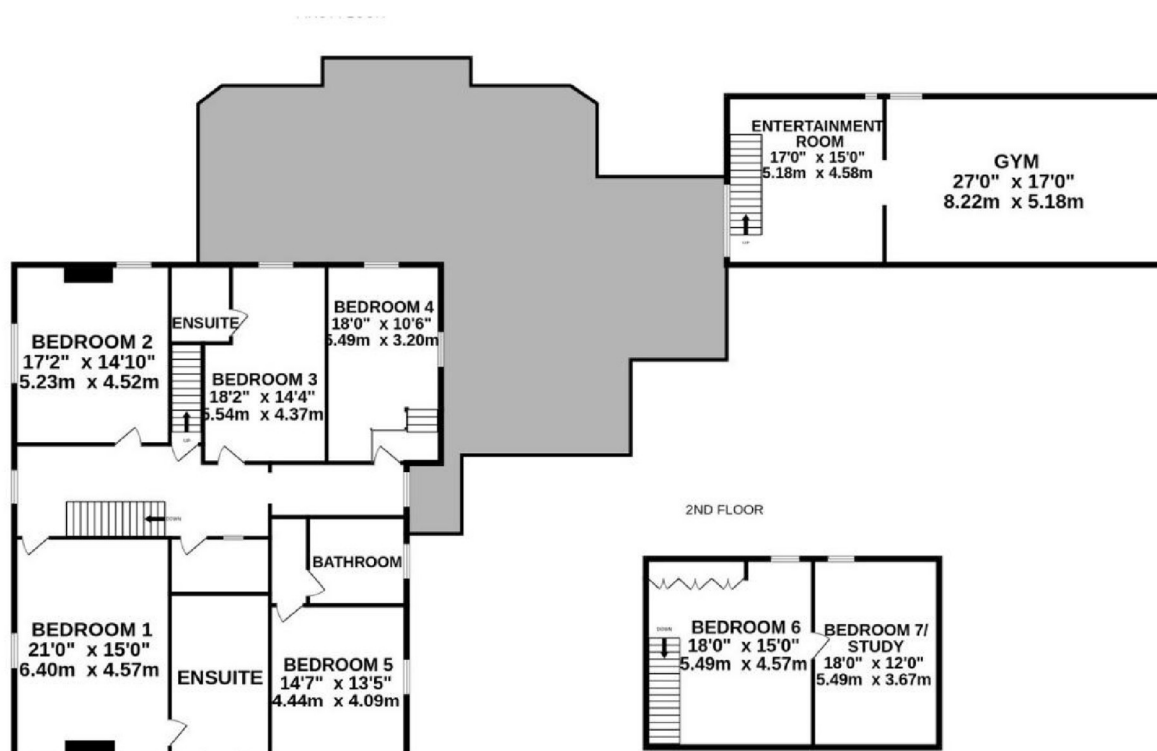 ENTERTAINMENT
ROOM
17'0" x 15'0"
5.18m x 4.58m
UP
GYM
27'0" x 17'0"
8.22m x 5.18m
BEDROOM 2
17'2" x 14'10"
5.23m x 4.52m
ENSUITE
UP
BEDROOM 3
18'2" x 14'4"
5.54m x 4.37m
BEDROOM 4
18'0" x 10'6"
5.49m x 3.20m
DOWN
BATHROOM
BEDROOM 1
21'0" x 15'0"
6.40m x 4.57m
ENSUITE
BEDROOM 5
14'7" x 13'5"
4.44m x 4.09m
2ND FLOOR
DOWN
BEDROOM 6
18'0" x 15'0"
5.49m x 4.57m
BEDROOM 7/
STUDY
18'0" x 12'0"
5.49m x 3.67m